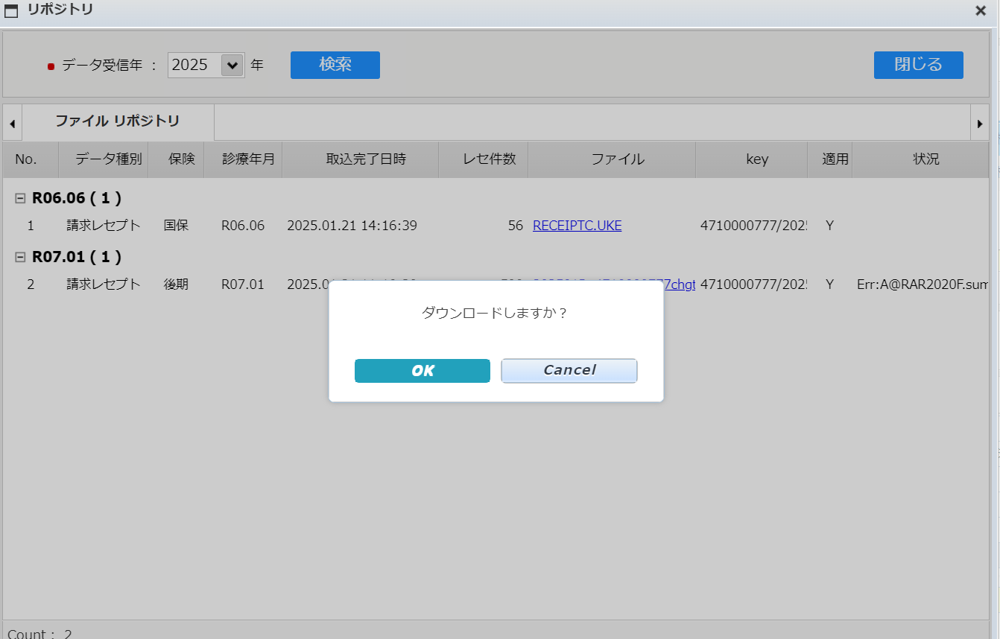 リポジトリ
データ受信年 : 2025 年 検索 閉じる
ファイル リポジトリ
No. データ種別 保険 診療年月 取込完了日時 レセ件数 ファイル key 適用 状況
R06.06 ( 1 )
1 請求レセプト 国保 R06.06 2025.01.21 14:16:39 56 RECEIPTC.UKE 4710000777/2025 Y
R07.01 ( 1 )
2 請求レセプト 後期 R07.01 7chgt 4710000777/2025 Y Err:A@RAR2020F.sum
ダウンロードしますか？
OK Cancel
Count : 2